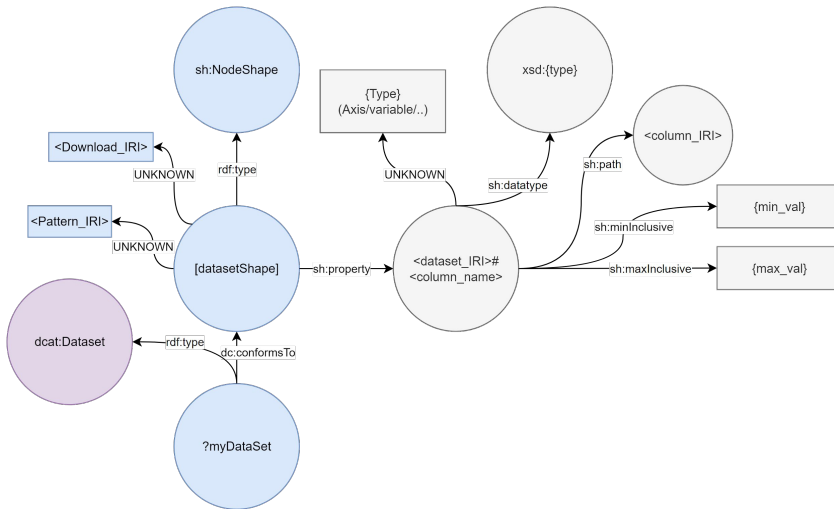 sh:NodeShape
xsd:{type}
{Type}
(Axis/variable/..)
<column_IRI>
<Download_IRI>
rdf:type
sh:path
UNKNOWN
UNKNOWN
sh:datatype
<Pattern_IRI>
{min_val}
sh:minInclusive
UNKNOWN
[datasetShape]
sh:property
<dataset_IRI>#
<column_name>
sh:maxInclusive
{max_val}
dcat:Dataset
rdf:type
dc:conformsTo
?myDataSet